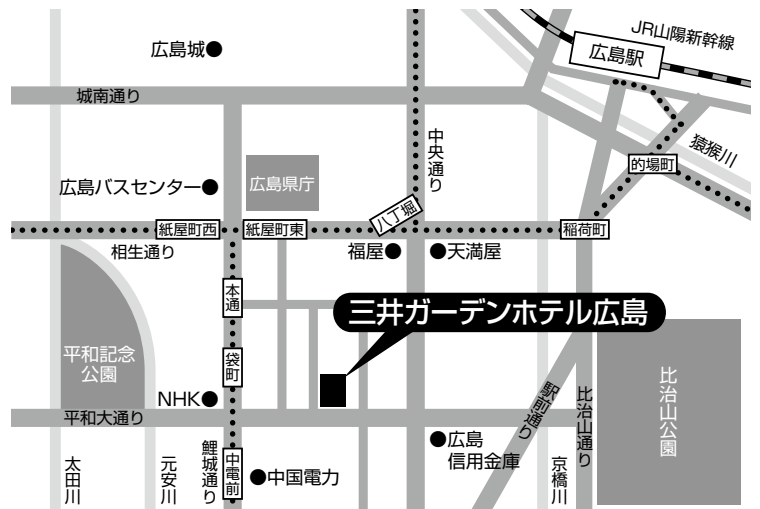 JR山陽新幹線
広島駅
広島城
城南通り
中央通り
猿猴川
的場町
広島バスセンター
広島県庁
八丁堀
紙屋町西
紙屋町東
稲荷町
相生通り
福屋
天満屋
本通
三井ガーデンホテル広島
平和記念
公園
袋町
NHK
平和大通り
駅前通り
比治山通り
比治山公園
広島
信用金庫
太田川
元安川
鯉城通り
中電前
中国電力
京橋川